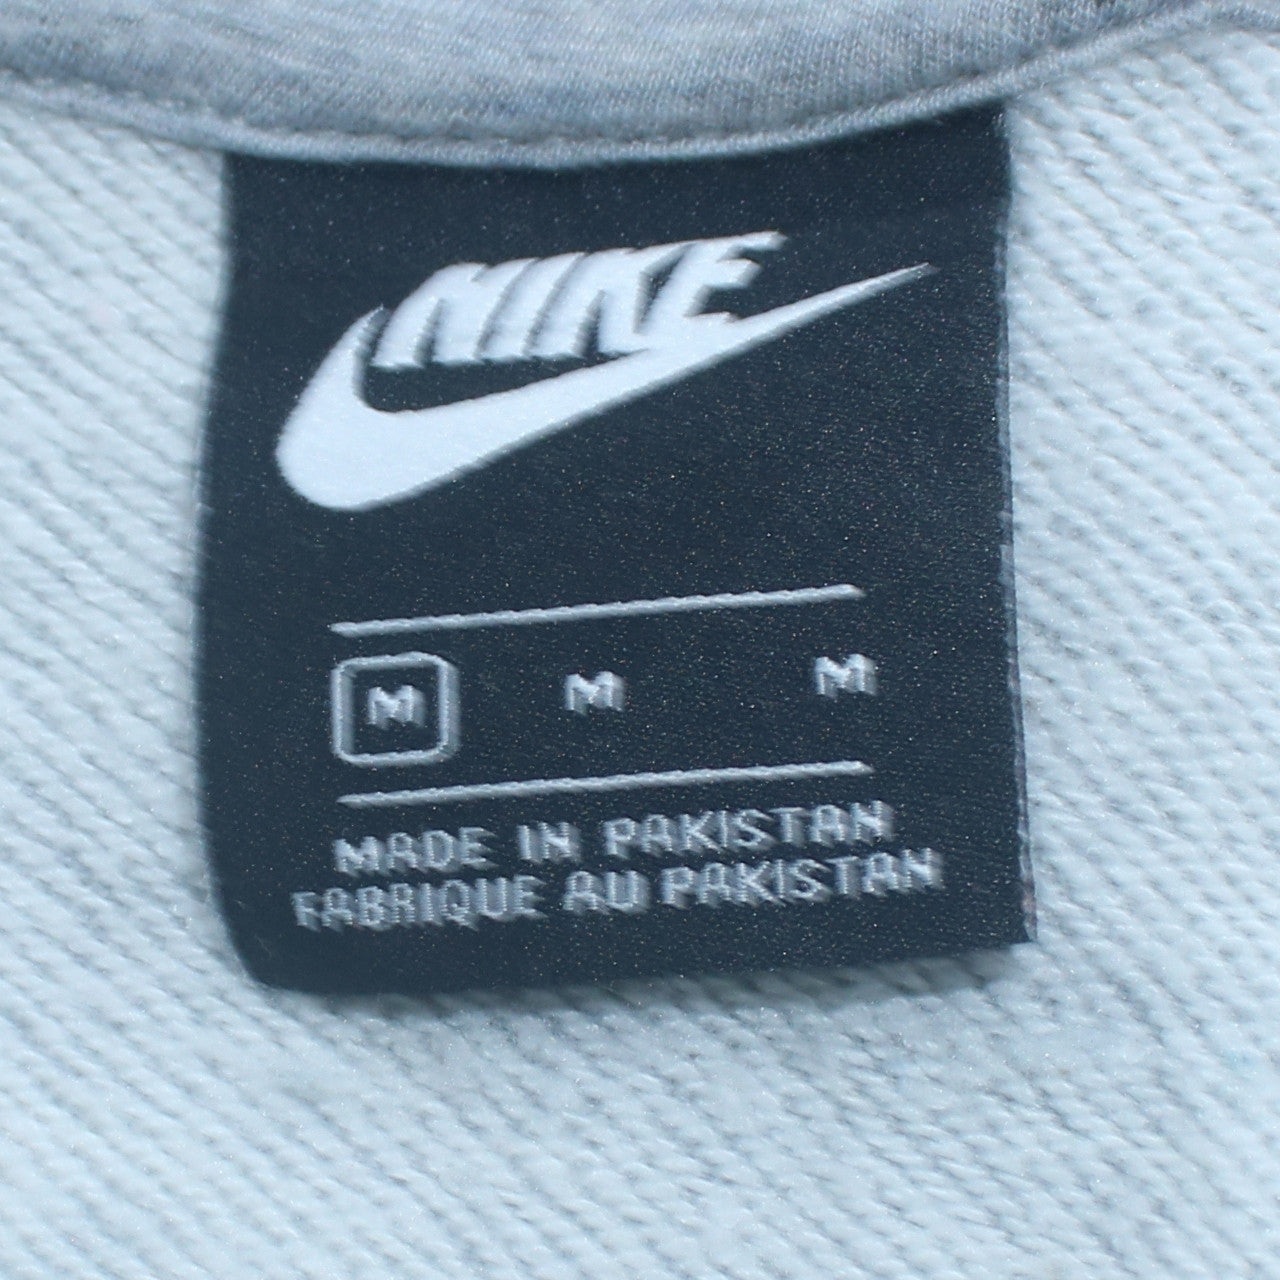 NIKE
M M M
MADE IN PAKISTAN
FABRIQUE AU PAKISTAN